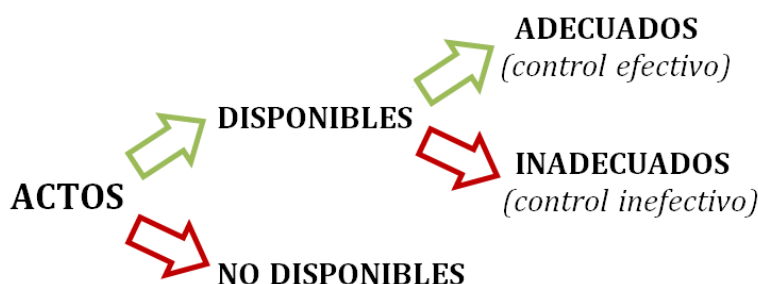 ADECUADOS
(control efectivo)
DISPONIBLES
INADECUADOS
(control inefectivo)
ACTOS
NO DISPONIBLES